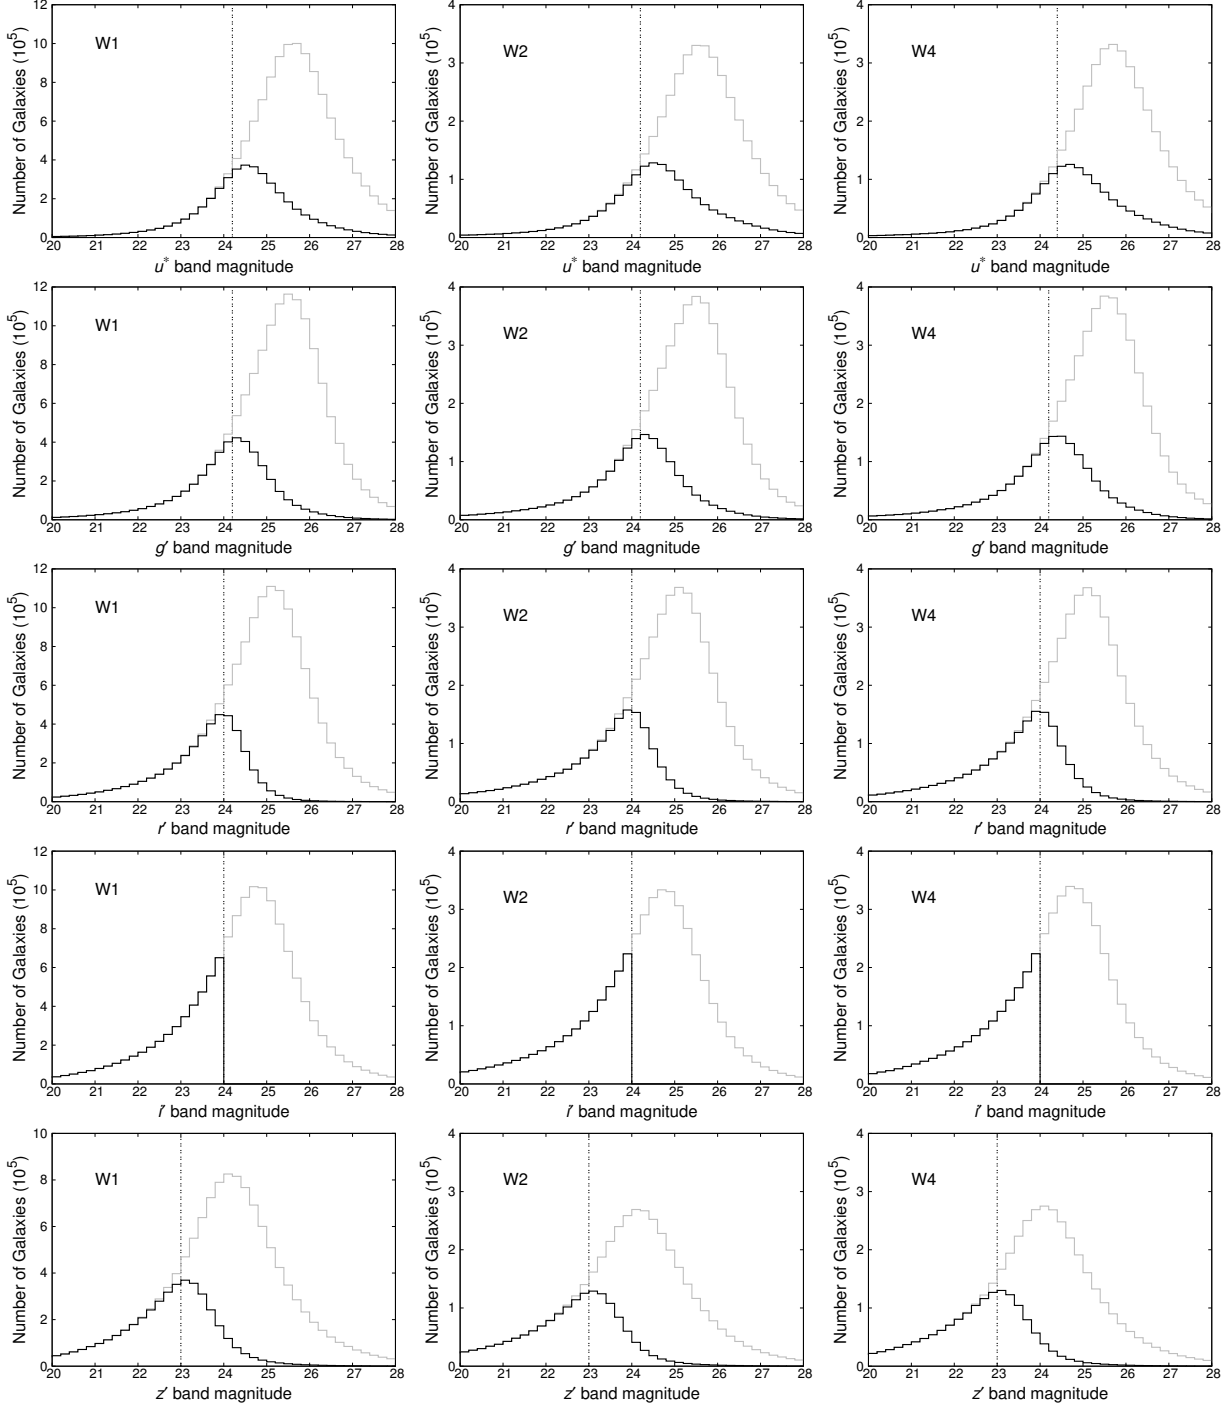 12
10
8
6
4
2
0
Number of Galaxies (10^5)
W1
20 21 22 23 24 25 26 27 28
u* band magnitude
4
3
2
1
0
Number of Galaxies (10^5)
W2
20 21 22 23 24 25 26 27 28
u* band magnitude
4
3
2
1
0
Number of Galaxies (10^5)
W4
20 21 22 23 24 25 26 27 28
u* band magnitude
12
10
8
6
4
2
0
Number of Galaxies (10^5)
W1
20 21 22 23 24 25 26 27 28
g' band magnitude
4
3
2
1
0
Number of Galaxies (10^5)
W2
20 21 22 23 24 25 26 27 28
g' band magnitude
4
3
2
1
0
Number of Galaxies (10^5)
W4
20 21 22 23 24 25 26 27 28
g' band magnitude
12
10
8
6
4
2
0
Number of Galaxies (10^5)
W1
20 21 22 23 24 25 26 27 28
r' band magnitude
4
3
2
1
0
Number of Galaxies (10^5)
W2
20 21 22 23 24 25 26 27 28
r' band magnitude
4
3
2
1
0
Number of Galaxies (10^5)
W4
20 21 22 23 24 25 26 27 28
r' band magnitude
12
10
8
6
4
2
0
Number of Galaxies (10^5)
W1
20 21 22 23 24 25 26 27 28
i' band magnitude
4
3
2
1
0
Number of Galaxies (10^5)
W2
20 21 22 23 24 25 26 27 28
i' band magnitude
4
3
2
1
0
Number of Galaxies (10^5)
W4
20 21 22 23 24 25 26 27 28
i' band magnitude
10
8
6
4
2
0
Number of Galaxies (10^5)
W1
20 21 22 23 24 25 26 27 28
z' band magnitude
4
3
2
1
0
Number of Galaxies (10^5)
W2
20 21 22 23 24 25 26 27 28
z' band magnitude
4
3
2
1
0
Number of Galaxies (10^5)
W4
20 21 22 23 24 25 26 27 28
z' band magnitude